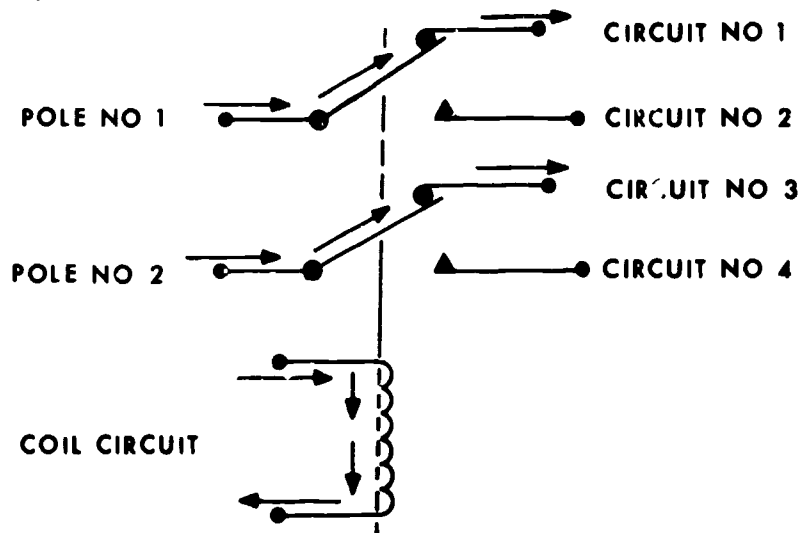 CIRCUIT NO 1
POLE NO 1
CIRCUIT NO 2
CIRCUIT NO 3
POLE NO 2
CIRCUIT NO 4
COIL CIRCUIT